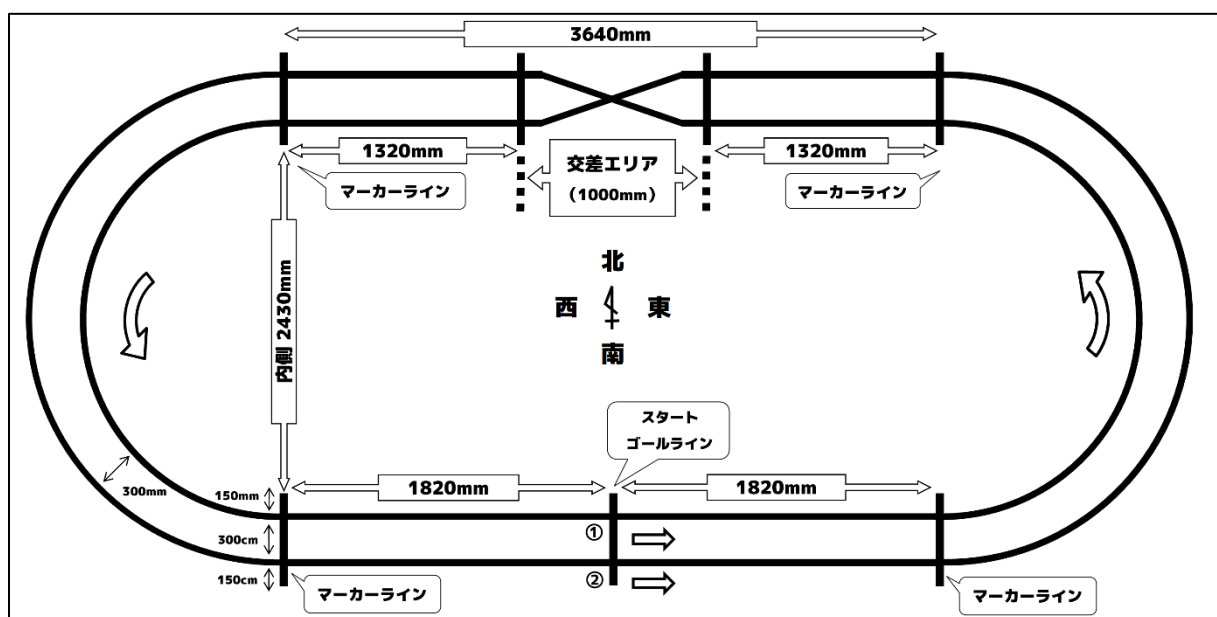 3640mm
1320mm
交差エリア
(1000mm)
1320mm
マーカーライン
マーカーライン
内側 2430mm
北
西 東
南
スタート
ゴールライン
300mm
150mm
1820mm
1820mm
300cm
①
150cm
②
マーカーライン
マーカーライン